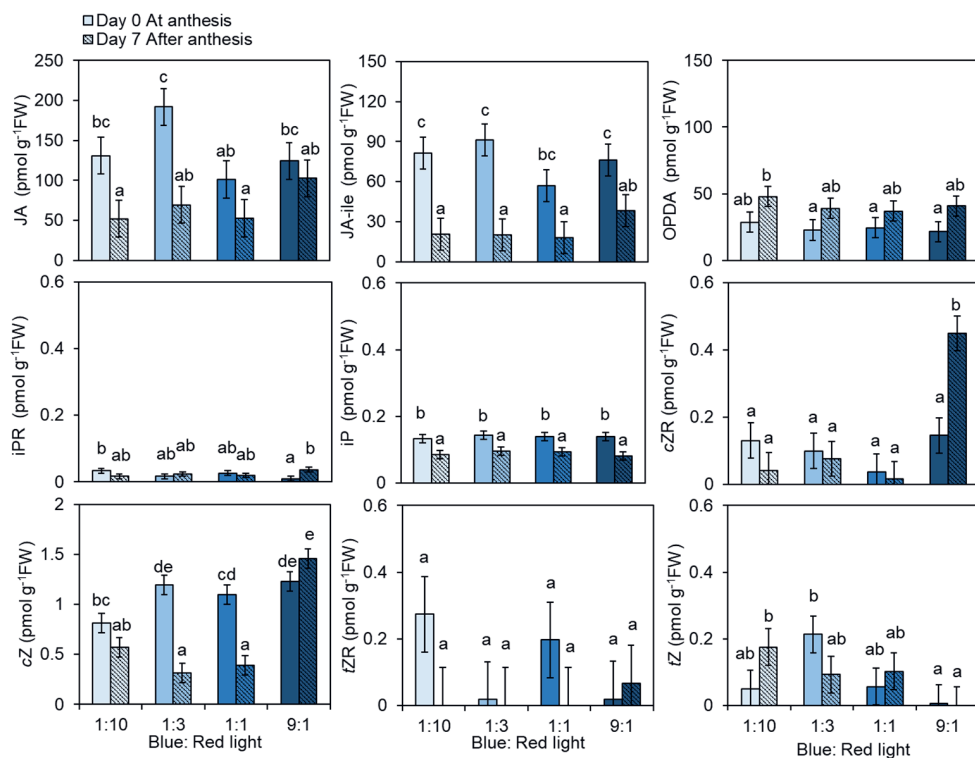 Day 0 At anthesis
Day 7 After anthesis
JA (pmol g⁻¹FW)
250
200
150
100
50
0
bc
a
c
ab
ab
a
bc
ab
JA-ile (pmol g⁻¹FW)
150
120
90
60
30
0
c
a
c
a
bc
a
c
ab
OPDA (pmol g⁻¹FW)
150
100
50
0
ab
b
a
ab
a
ab
a
ab
iPR (pmol g⁻¹FW)
0.6
0.4
0.2
0
b
ab
ab
ab
ab
ab
a
b
iP (pmol g⁻¹FW)
0.6
0.4
0.2
0
b
a
b
a
b
a
b
a
cZR (pmol g⁻¹FW)
0.6
0.4
0.2
0
a
a
a
a
a
a
a
b
cZ (pmol g⁻¹FW)
2
1.5
1
0.5
0
bc
ab
de
a
cd
a
de
e
1:10 1:3 1:1 9:1
Blue: Red light
tZR (pmol g⁻¹FW)
0.6
0.4
0.2
0
a
a
a
a
a
a
a
a
1:10 1:3 1:1 9:1
Blue: Red light
tZ (pmol g⁻¹FW)
0.6
0.4
0.2
0
ab
b
b
ab
ab
ab
a
a
1:10 1:3 1:1 9:1
Blue: Red light